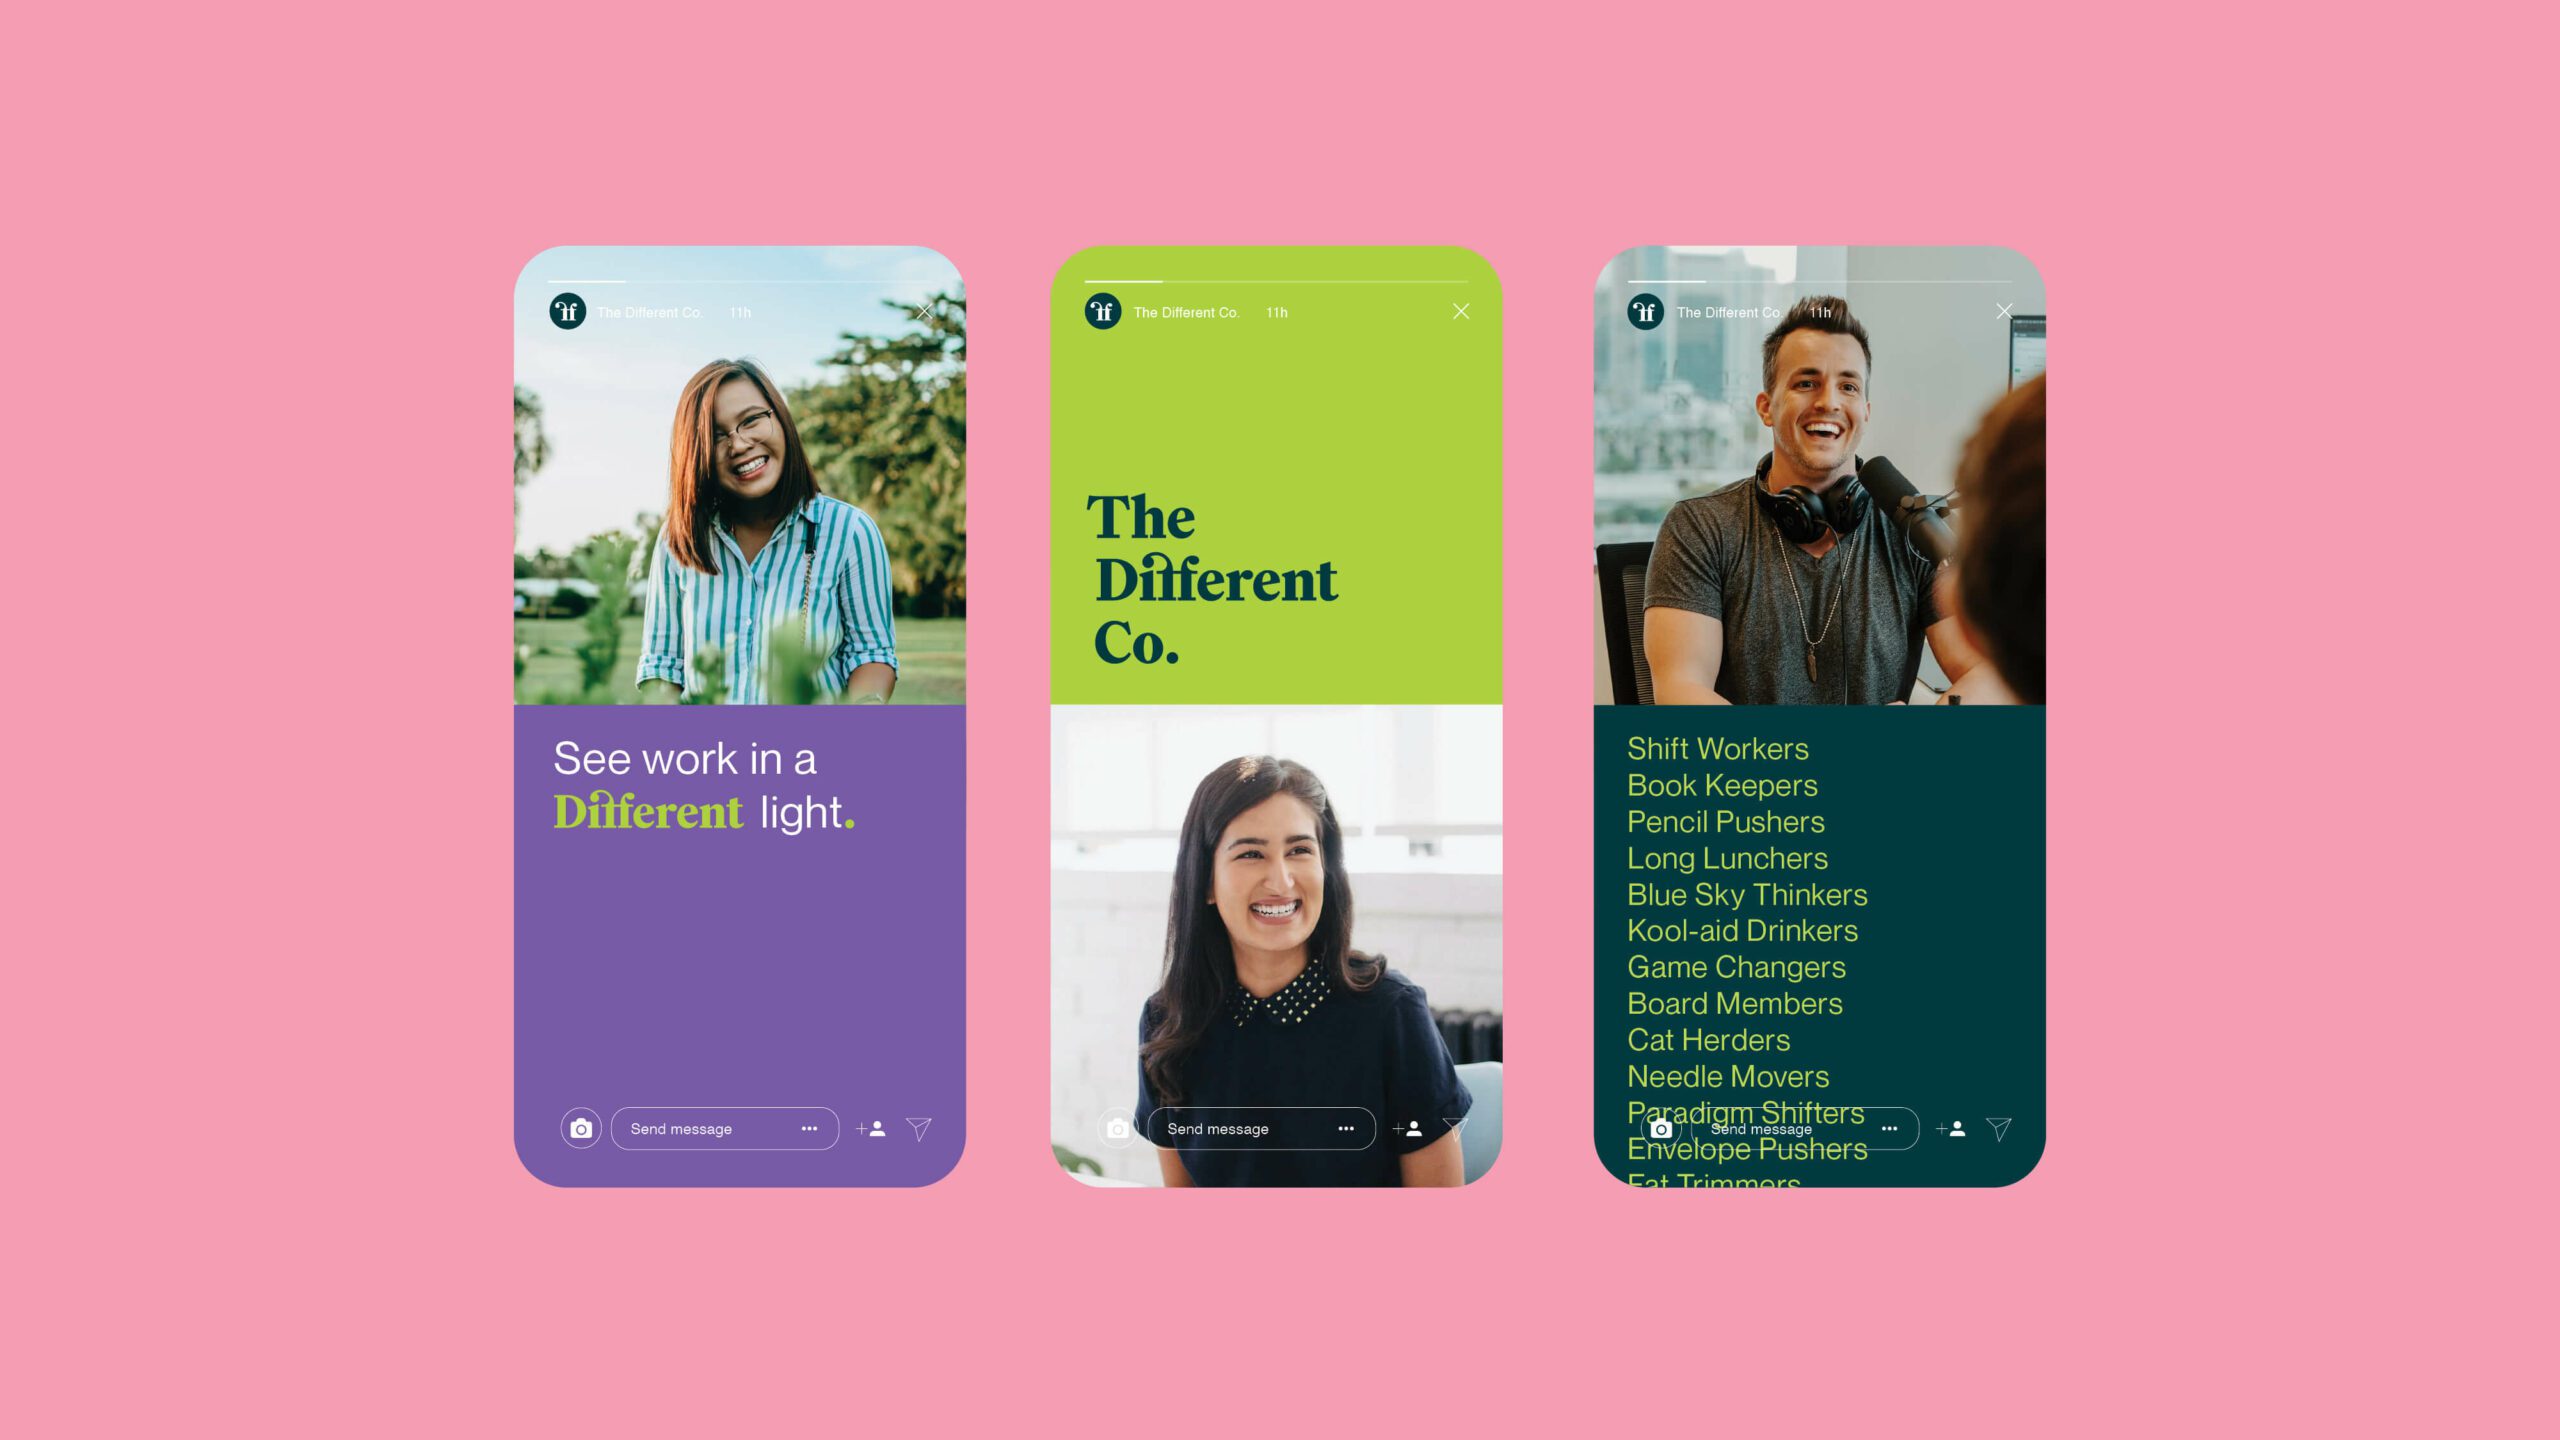 The Different Co. 11h
See work in a
Different light.
Send message
The Different Co. 11h
The
Different
Co.
Send message
The Different Co. 11h
Shift Workers
Book Keepers
Pencil Pushers
Long Lunchers
Blue Sky Thinkers
Kool-aid Drinkers
Game Changers
Board Members
Cat Herders
Needle Movers
Paradigm Shifters
Send message
Envelope Pushers
Fat Trimmers